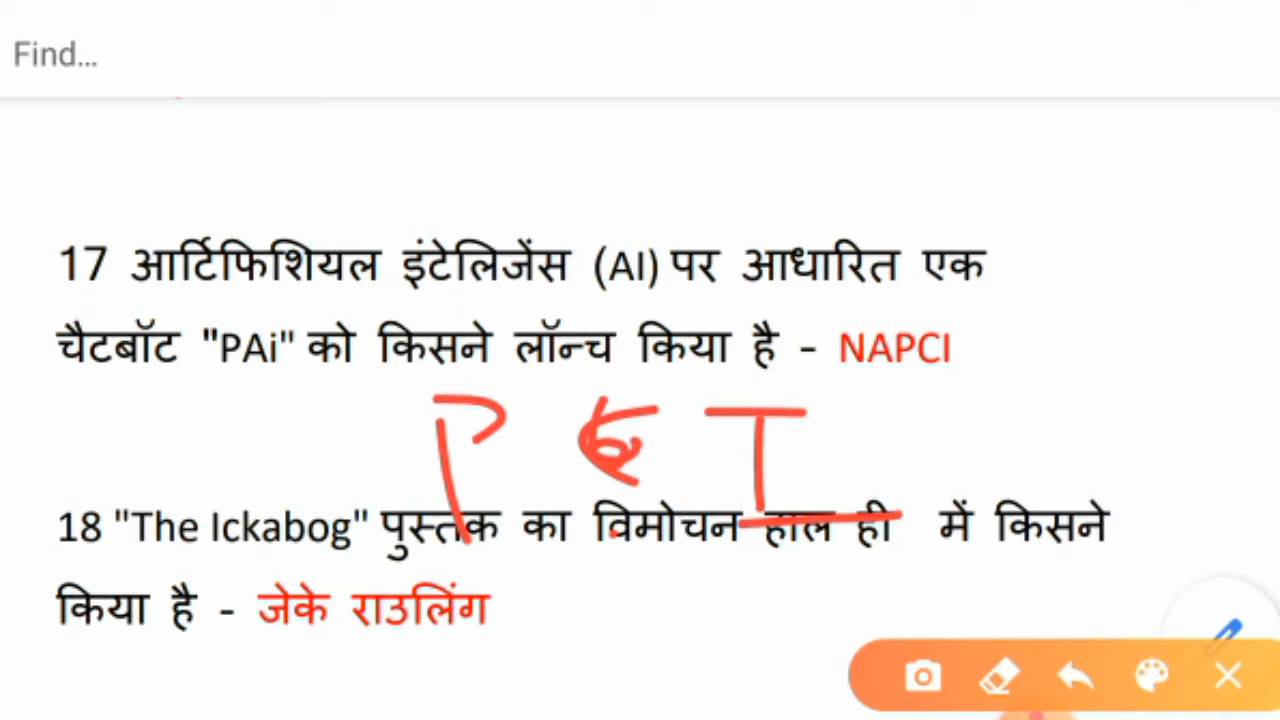 Find...
17 आर्टिफिशियल इंटेलिजेंस (AI) पर आधारित एक
चैटबॉट "PAi" को किसने लॉन्च किया है - NAPCI
P & I
18 "The Ickabog" पुस्तक का विमोचन हाल ही में किसने
किया है - जेके राउलिंग